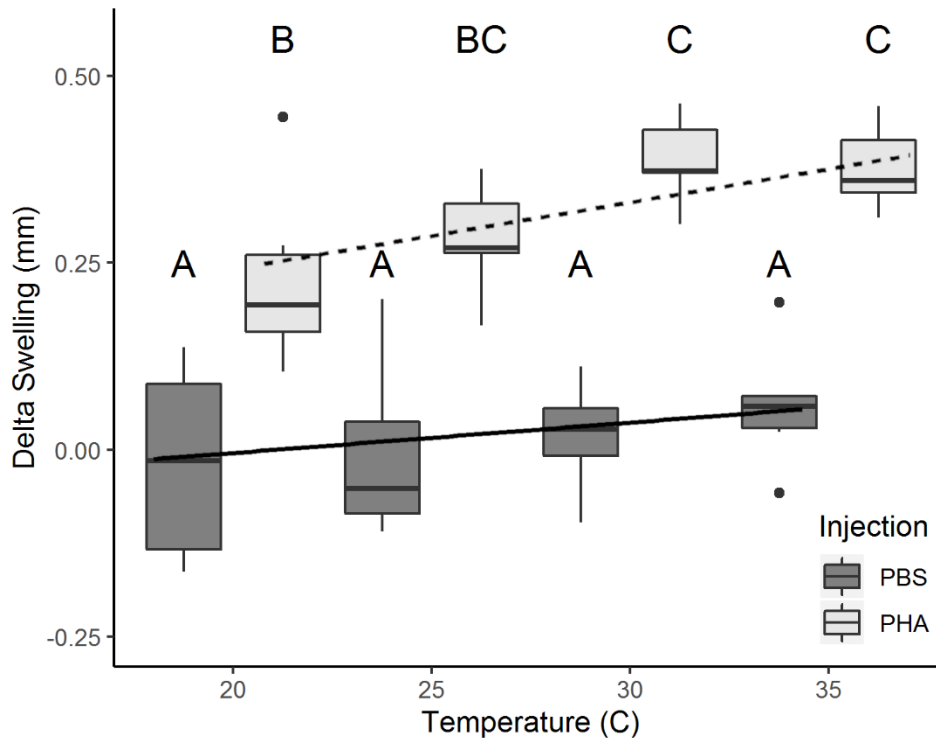 B BC C C
0.50
A A A A
0.25
0.00
-0.25
Delta Swelling (mm)
20 25 30 35
Temperature (C)
Injection
PBS
PHA